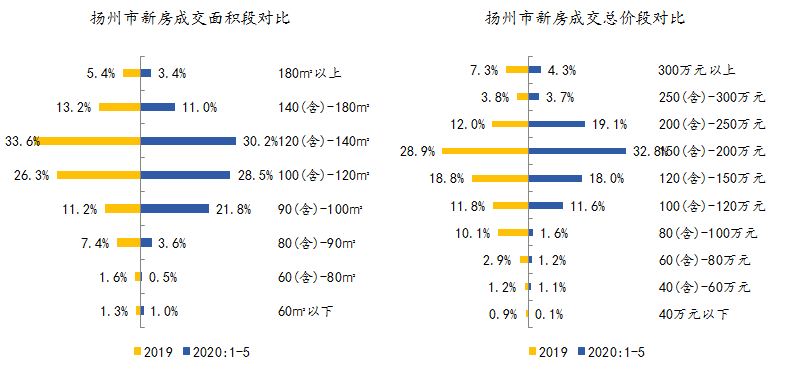 扬州市新房成交面积段对比
5.4% 3.4% 180㎡以上
13.2% 11.0% 140(含)-180㎡
33.6% 30.2% 120(含)-140㎡
26.3% 28.5% 100(含)-120㎡
11.2% 21.8% 90(含)-100㎡
7.4% 3.6% 80(含)-90㎡
1.6% 0.5% 60(含)-80㎡
1.3% 1.0% 60㎡以下
2019 2020:1-5
扬州市新房成交总价段对比
7.3% 4.3% 300万元以上
3.8% 3.7% 250(含)-300万元
12.0% 19.1% 200(含)-250万元
28.9% 32.8% 150(含)-200万元
18.8% 18.0% 120(含)-150万元
11.8% 11.6% 100(含)-120万元
10.1% 1.6% 80(含)-100万元
2.9% 1.2% 60(含)-80万元
1.2% 1.1% 40(含)-60万元
0.9% 0.1% 40万元以下
2019 2020:1-5